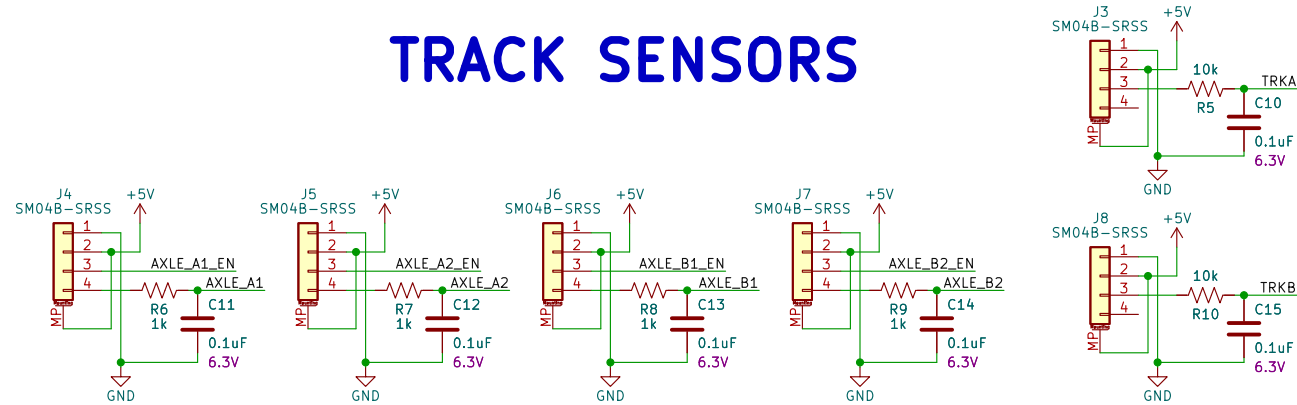 TRACK SENSORS
J3
SM04B-SRSS
+5V
1
2
3
4
MP
10k
R5
TRKA
C10
0.1uF
6.3V
GND
J4
SM04B-SRSS
+5V
1
2
3
4
MP
AXLE_A1_EN
AXLE_A1
R6
1k
C11
0.1uF
6.3V
GND
J5
SM04B-SRSS
+5V
1
2
3
4
MP
AXLE_A2_EN
AXLE_A2
R7
1k
C12
0.1uF
6.3V
GND
J6
SM04B-SRSS
+5V
1
2
3
4
MP
AXLE_B1_EN
AXLE_B1
R8
1k
C13
0.1uF
6.3V
GND
J7
SM04B-SRSS
+5V
1
2
3
4
MP
AXLE_B2_EN
AXLE_B2
R9
1k
C14
0.1uF
6.3V
GND
J8
SM04B-SRSS
+5V
1
2
3
4
MP
10k
R10
TRKB
C15
0.1uF
6.3V
GND